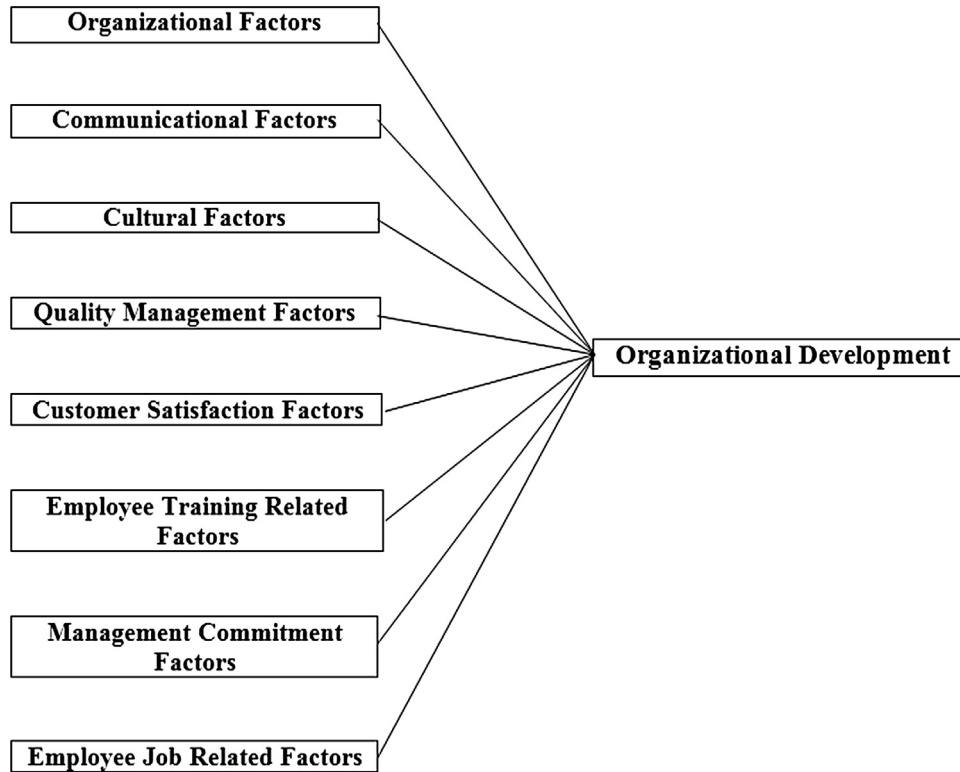 Organizational Factors
Communicational Factors
Cultural Factors
Quality Management Factors
Organizational Development
Customer Satisfaction Factors
Employee Training Related
Factors
Management Commitment
Factors
Employee Job Related Factors